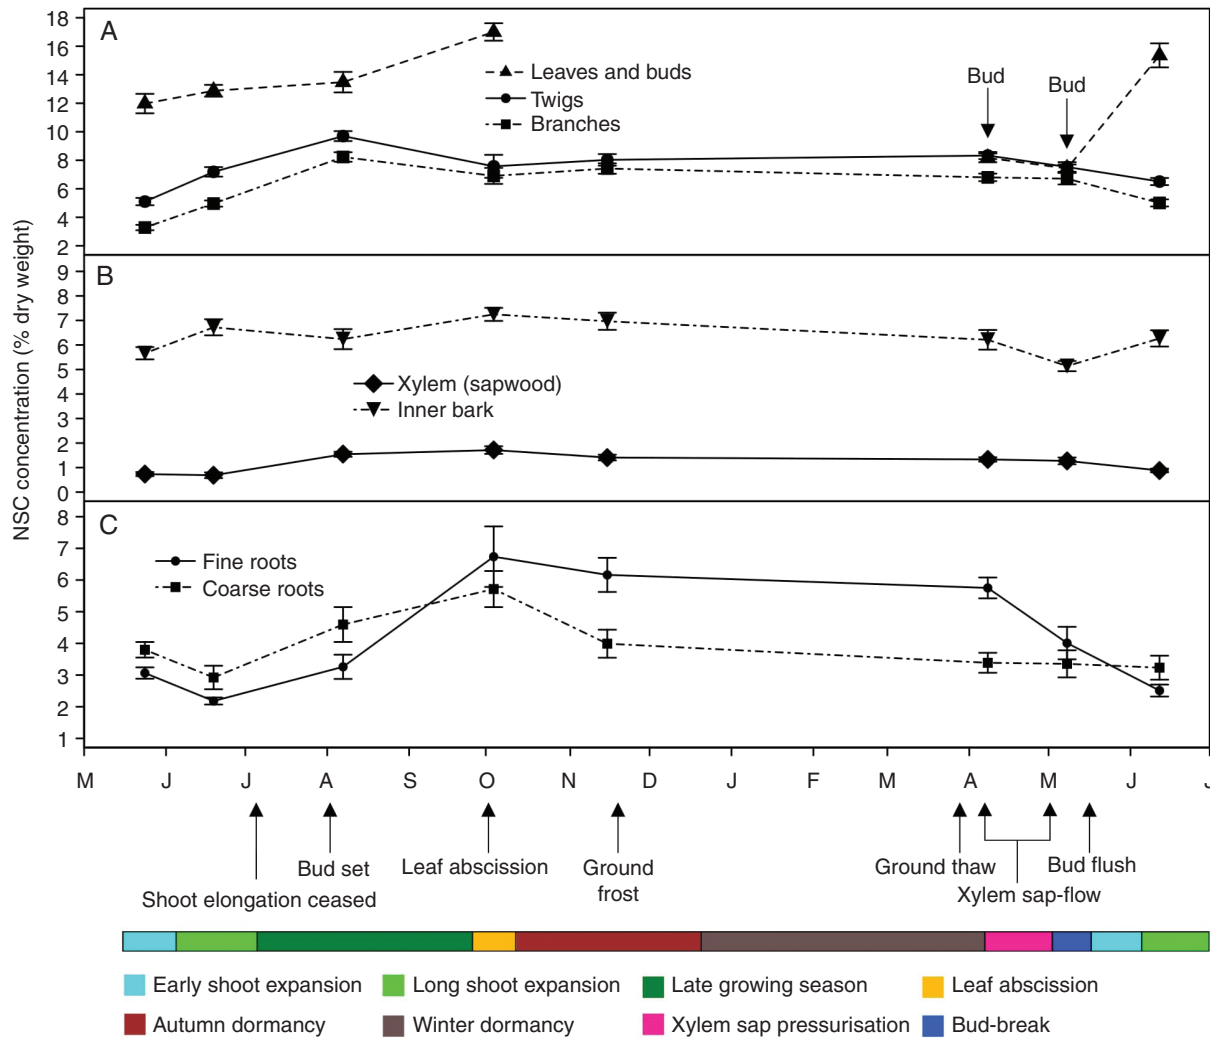 NSC concentration (% dry weight)
A
18
16
14
12
10
8
6
4
2
Leaves and buds
Twigs
Branches
Bud
Bud
B
9
8
7
6
5
4
3
2
1
0
Xylem (sapwood)
Inner bark
C
8
7
6
5
4
3
2
1
Fine roots
Coarse roots
M J J A S O N D J F M A M J J
Shoot elongation ceased
Bud set
Leaf abscission
Ground
frost
Ground thaw
Xylem sap-flow
Bud flush
Early shoot expansion
Long shoot expansion
Late growing season
Leaf abscission
Autumn dormancy
Winter dormancy
Xylem sap pressurisation
Bud-break